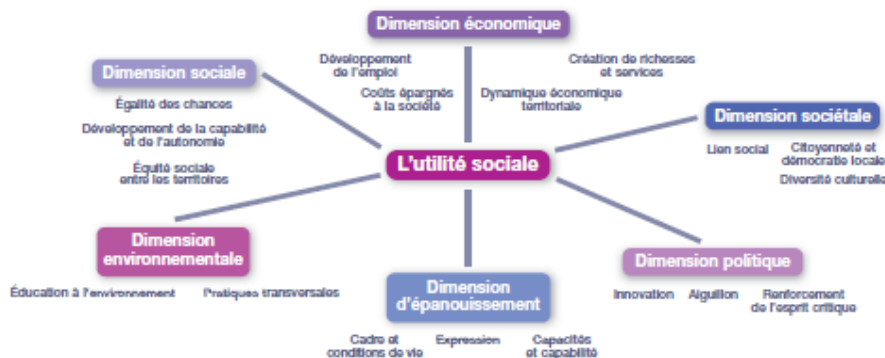 Dimension économique
Développement
de l'emploi
Création de richesses
et services
Coûts épargnés
à la société
Dynamique économique
territoriale
Dimension sociale
Égalité des chances
Développement de la capabilité
et de l'autonomie
Équité sociale
entre les territoires
Dimension sociétale
Lien social
Citoyenneté et
démocratie locale
Diversité culturelle
L'utilité sociale
Dimension
environnementale
Éducation à l'environnement
Pratiques transversales
Dimension
d'épanouissement
Cadre et
conditions de vie
Expression
Capacités
et capabilité
Dimension politique
Innovation
Aiguillon
Renforcement
de l'esprit critique